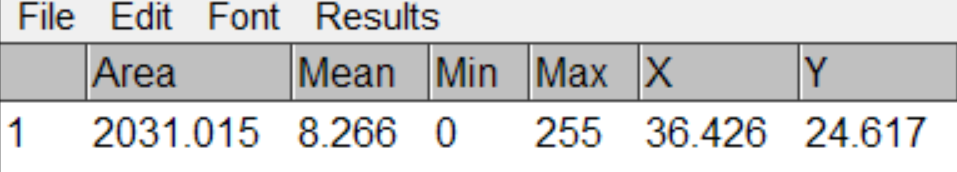 File Edit Font Results
Area Mean Min Max X Y
1 2031.015 8.266 0 255 36.426 24.617